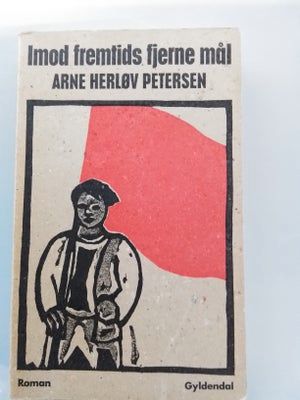 Imod fremtids fjerne mål
ARNE HERLØV PETERSEN
Roman
Gyldendal